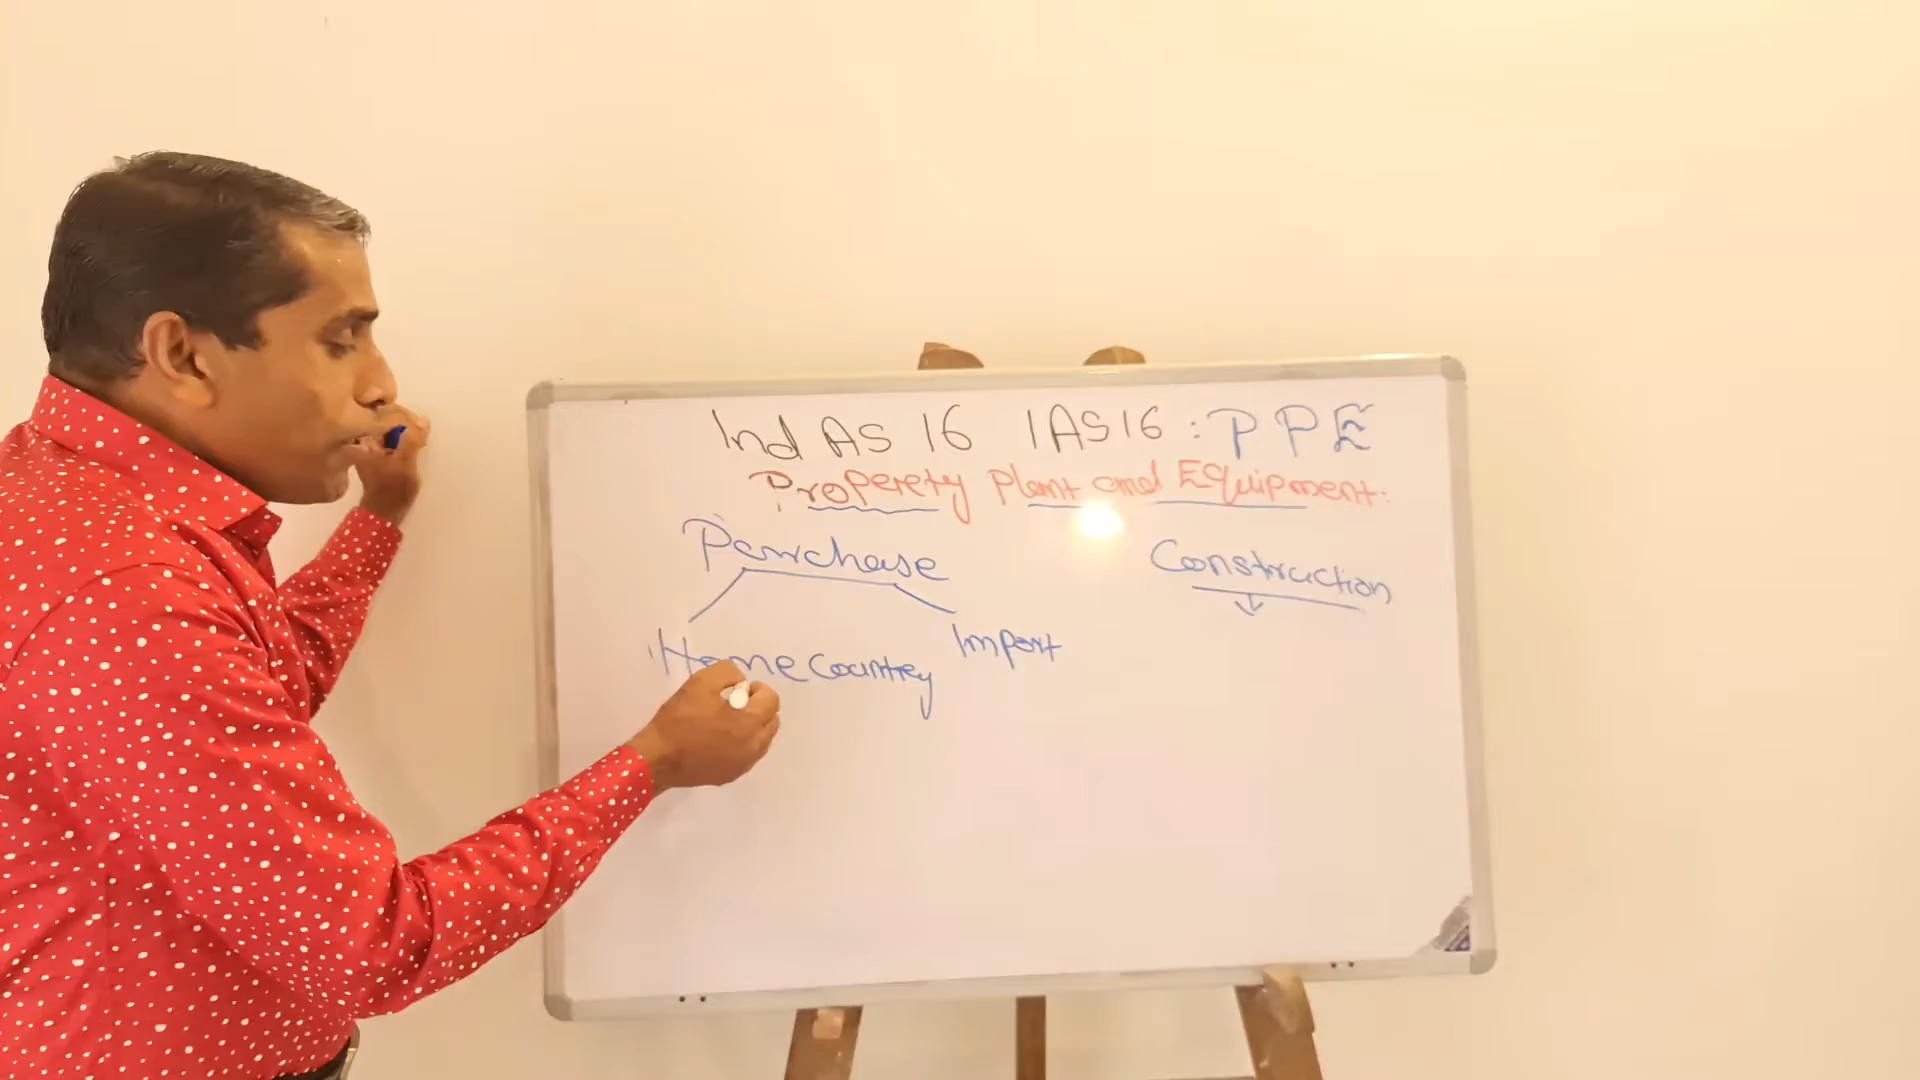 Ind AS 16 IAS16 : PPE
Properety Plant and Equipment:
Purchase Construction
Home Country Import